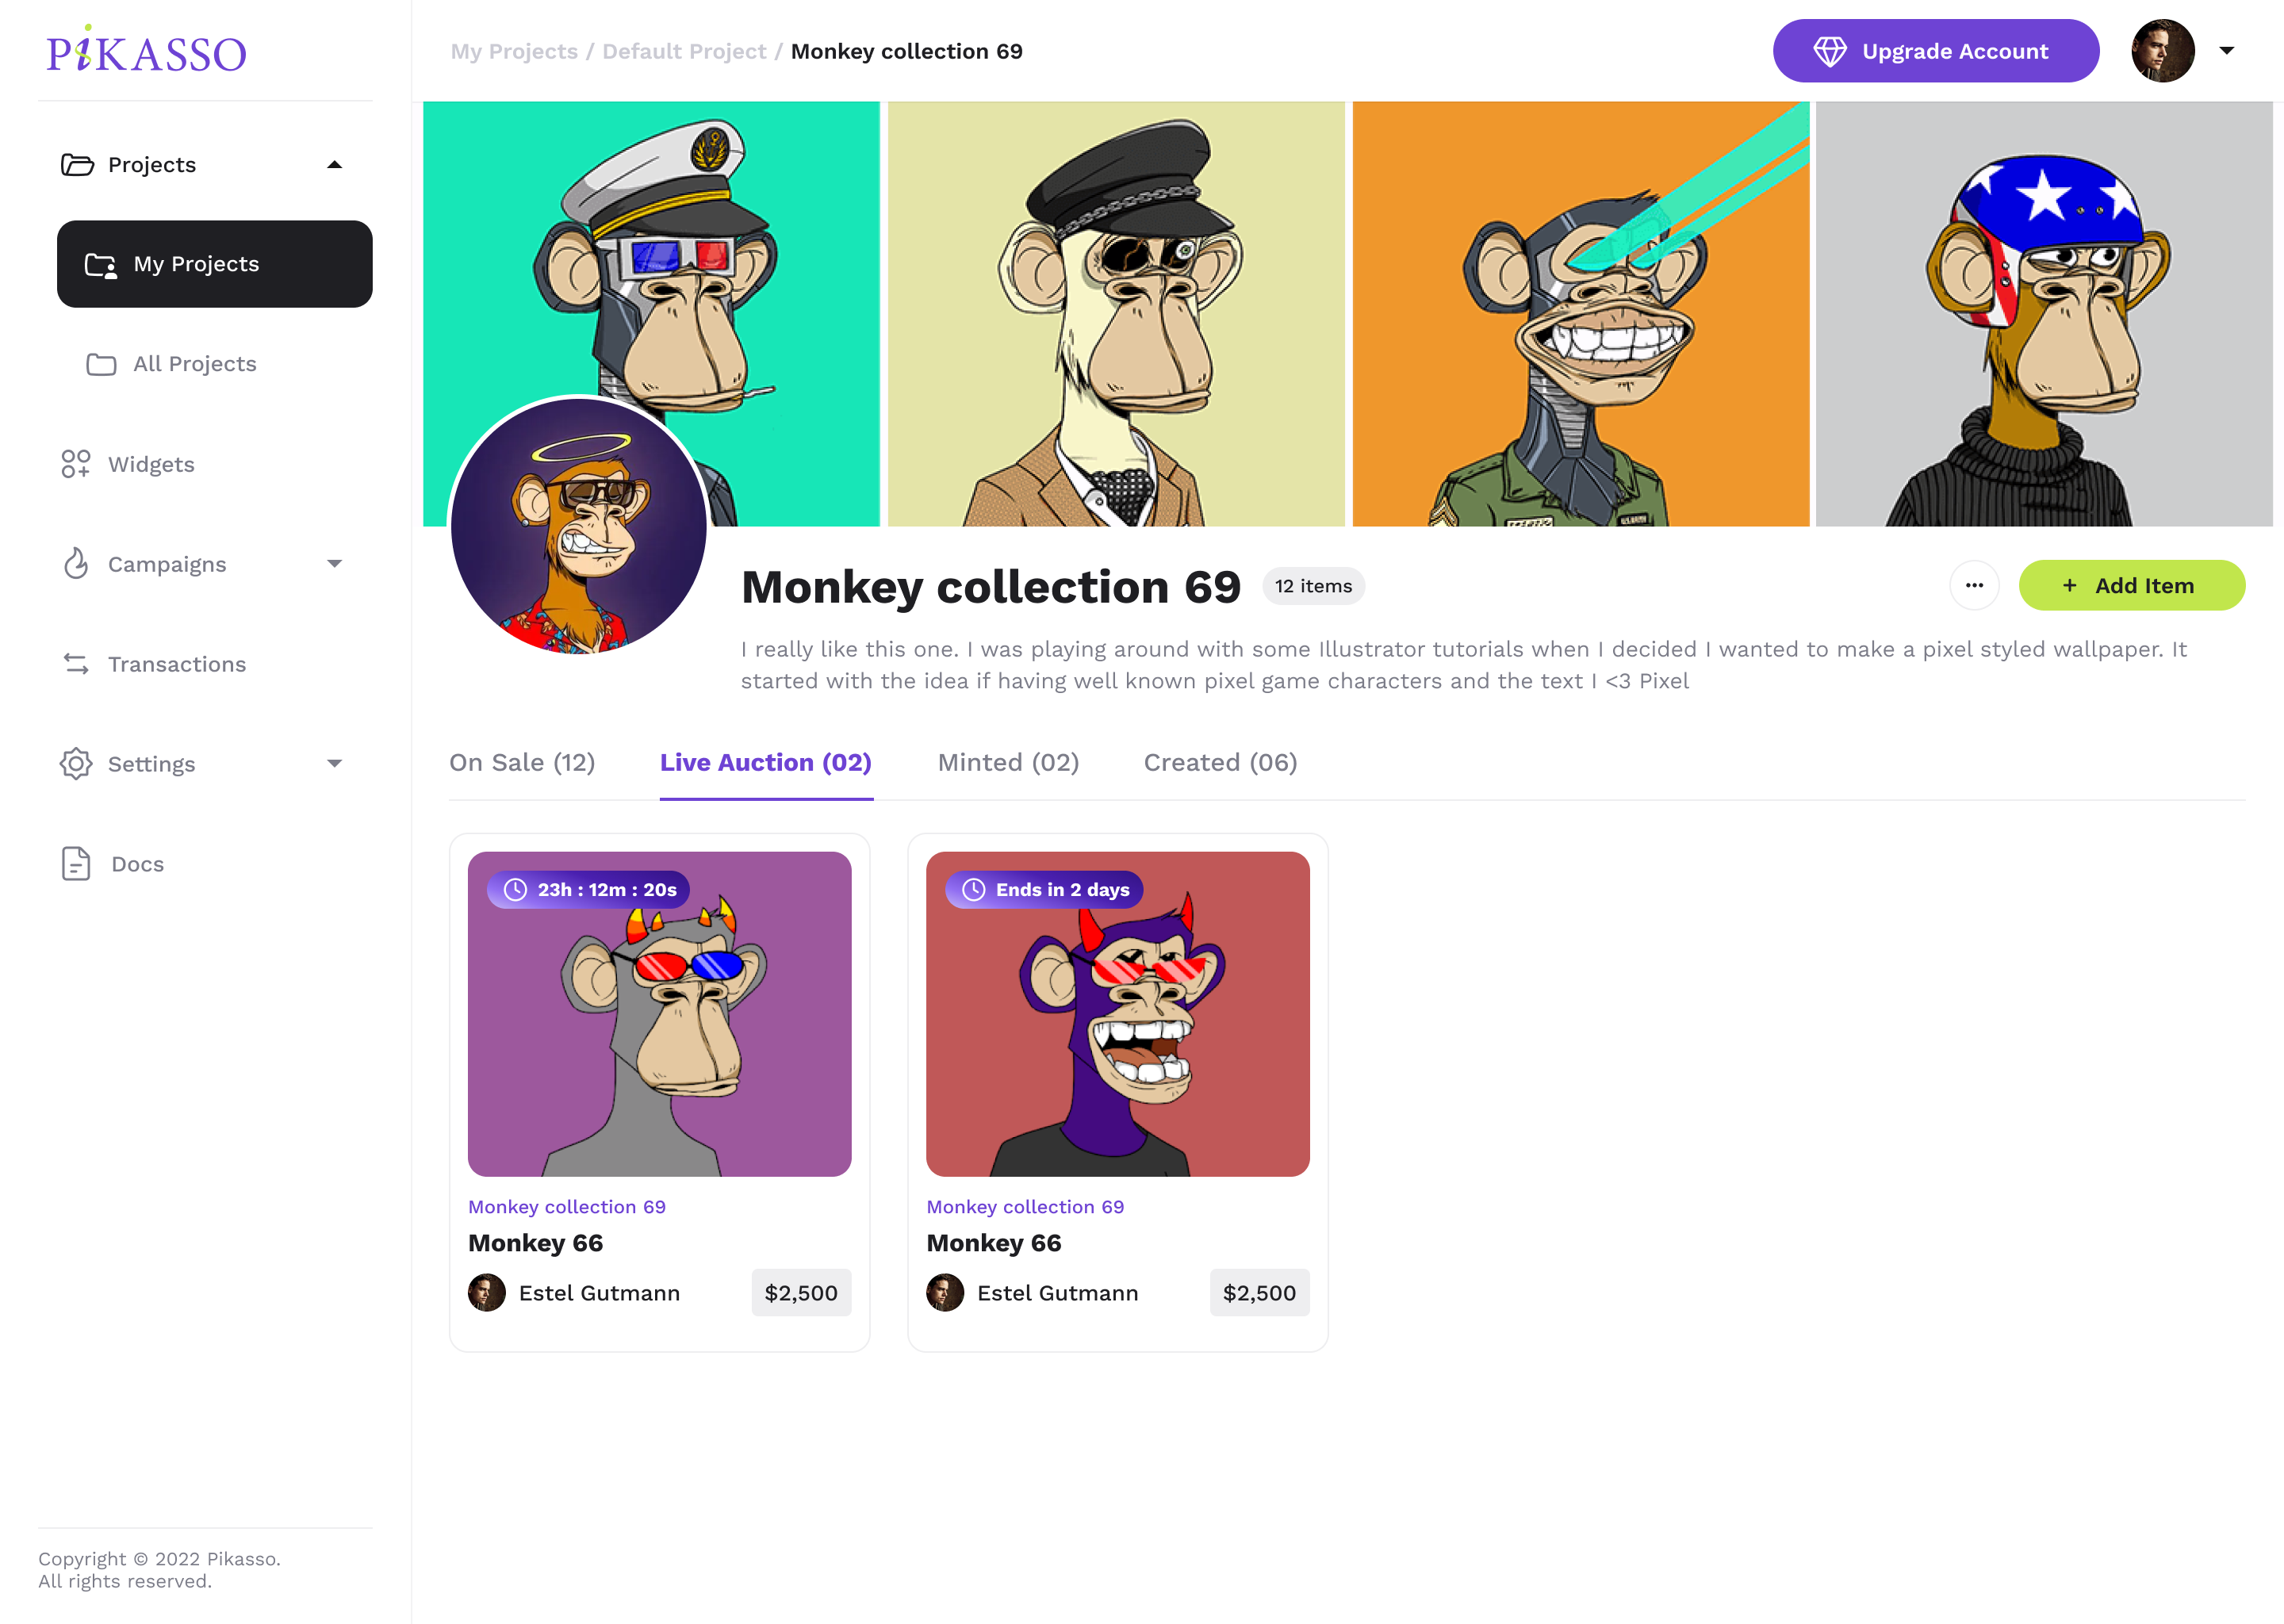 PiKASSO
My Projects / Default Project / Monkey collection 69
Upgrade Account
Projects
My Projects
All Projects
Widgets
Campaigns
Transactions
Settings
Docs
Monkey collection 69
12 items
+ Add Item
I really like this one. I was playing around with some Illustrator tutorials when I decided I wanted to make a pixel styled wallpaper. It
started with the idea if having well known pixel game characters and the text I <3 Pixel
On Sale (12)
Live Auction (02)
Minted (02)
Created (06)
23h : 12m : 20s
Monkey collection 69
Monkey 66
Estel Gutmann
$2,500
Ends in 2 days
Monkey collection 69
Monkey 66
Estel Gutmann
$2,500
Copyright © 2022 Pikasso.
All rights reserved.